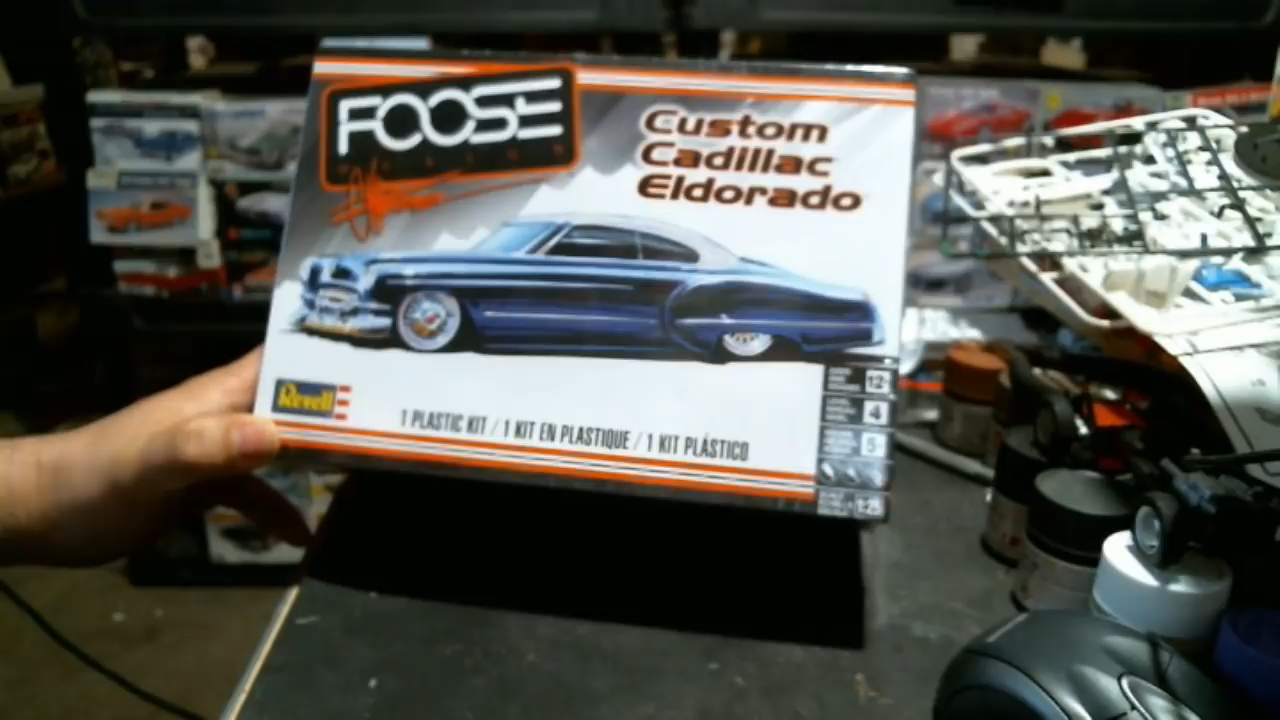 FOOSE
DESIGN
Custom
Cadillac
Eldorado
Revell
1 PLASTIC KIT / 1 KIT EN PLASTIQUE / 1 KIT PLÁSTICO
12+
4
5
1:25